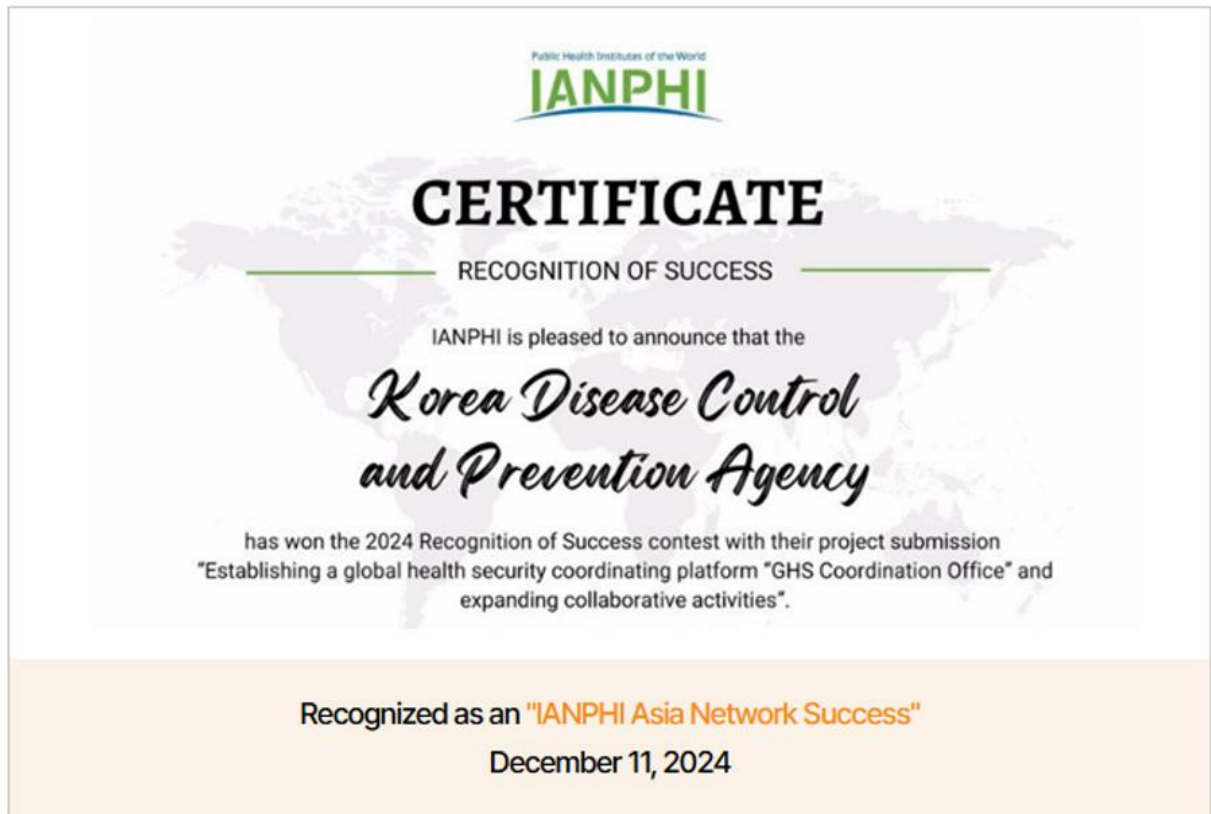 Public Health Institutes of the World
IANPHI
CERTIFICATE
RECOGNITION OF SUCCESS
IANPHI is pleased to announce that the
Korea Disease Control
and Prevention Agency
has won the 2024 Recognition of Success contest with their project submission
"Establishing a global health security coordinating platform "GHS Coordination Office" and
expanding collaborative activities".
Recognized as an "IANPHI Asia Network Success"
December 11, 2024